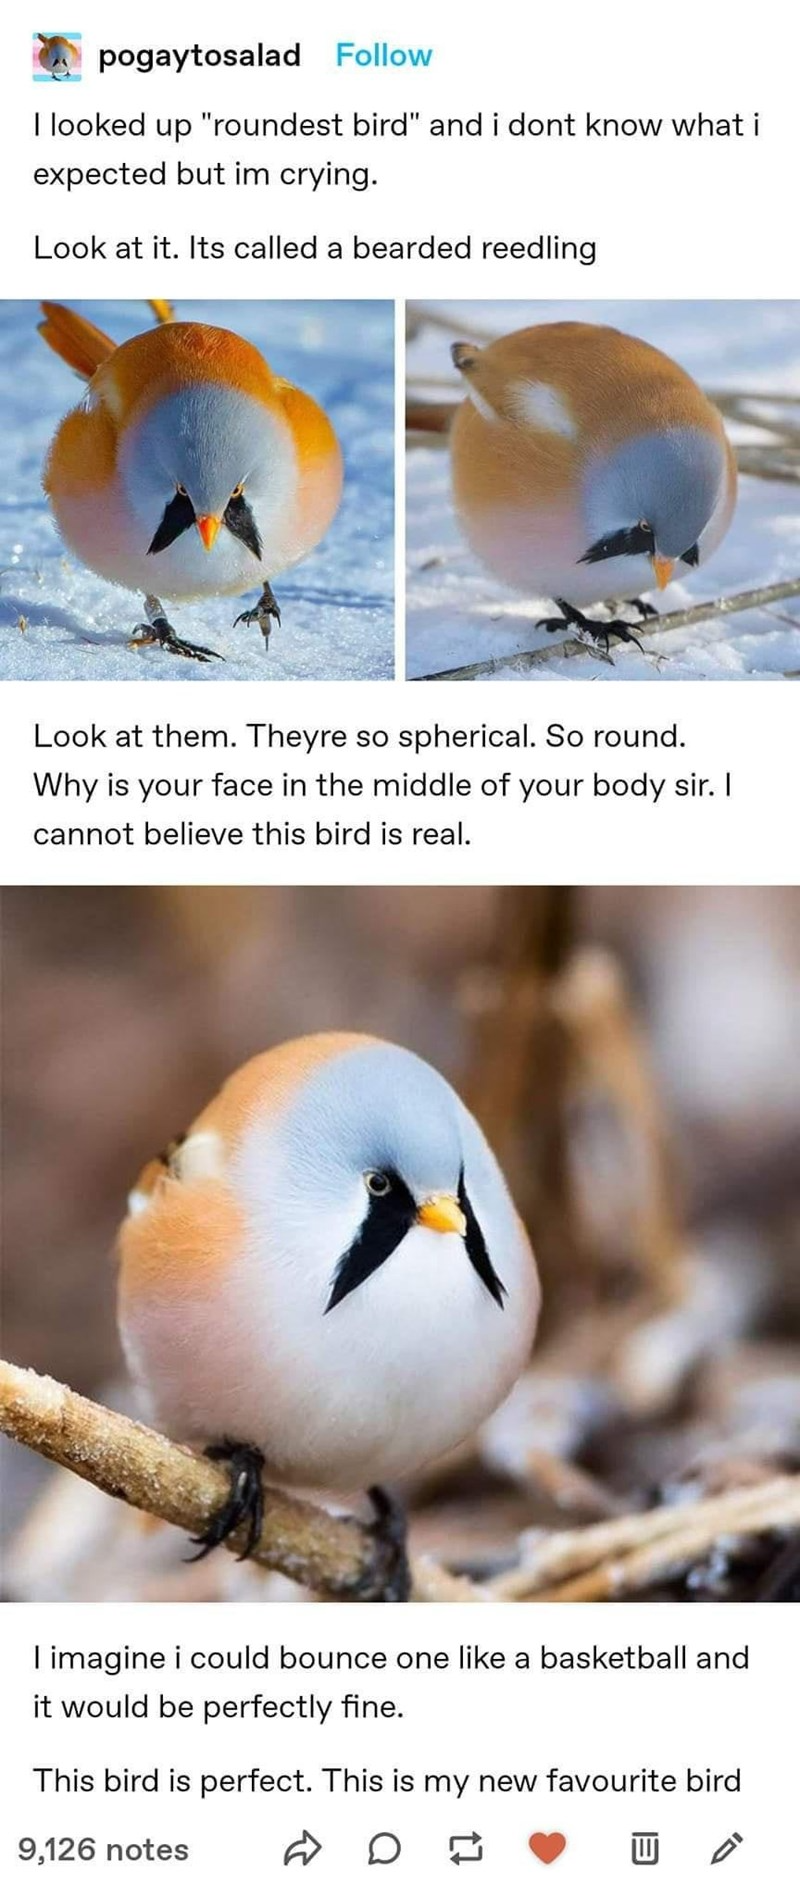 pogaytosalad Follow
I looked up "roundest bird" and i dont know what i
expected but im crying.
Look at it. Its called a bearded reedling
Look at them. Theyre so spherical. So round.
Why is your face in the middle of your body sir. I
cannot believe this bird is real.
I imagine i could bounce one like a basketball and
it would be perfectly fine.
This bird is perfect. This is my new favourite bird
9,126 notes